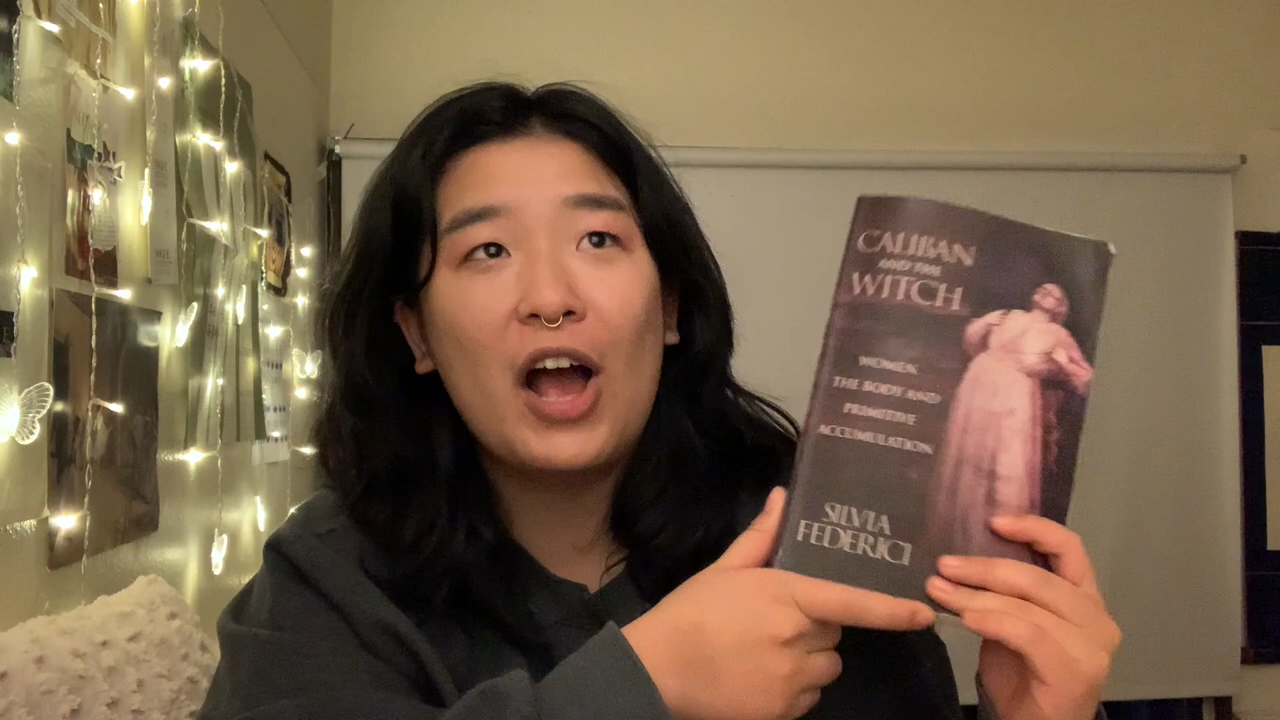 CALIBAN
AND THE
WITCH
WOMEN
THE BODY AND
PRIMITIVE
ACCUMULATION
SILVIA
FEDERICI